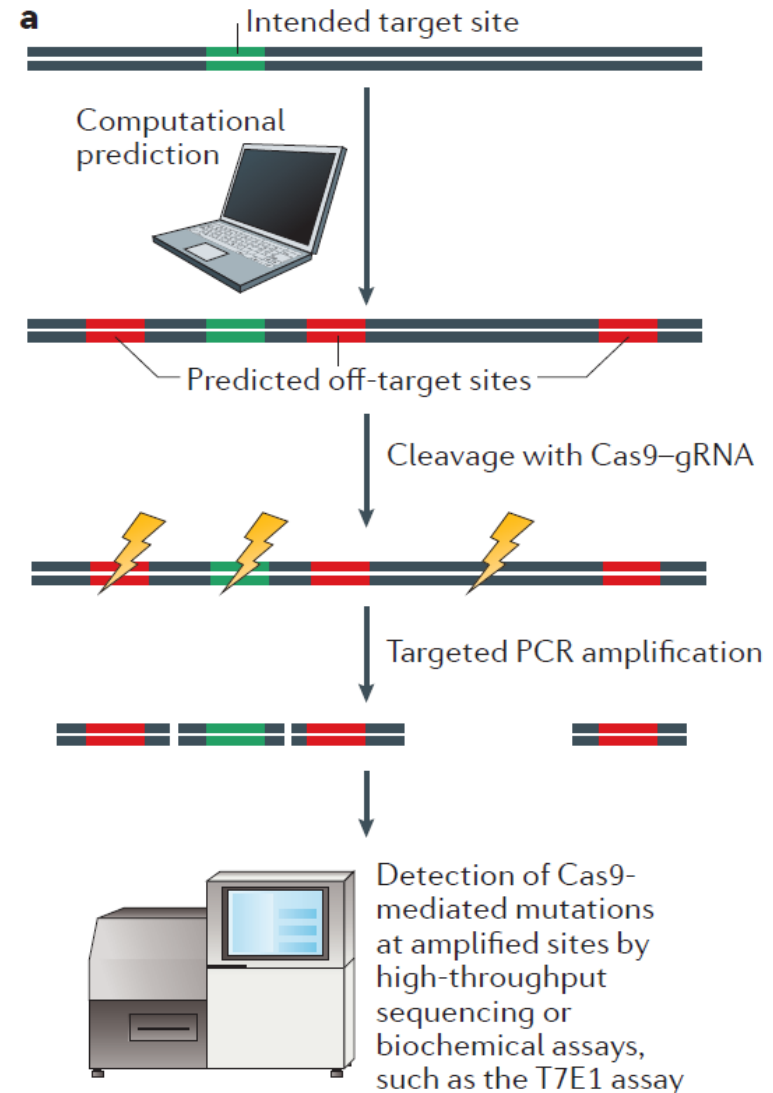 a
Intended target site
Computational
prediction
Predicted off-target sites
Cleavage with Cas9–gRNA
Targeted PCR amplification
Detection of Cas9-
mediated mutations
at amplified sites by
high-throughput
sequencing or
biochemical assays,
such as the T7E1 assay